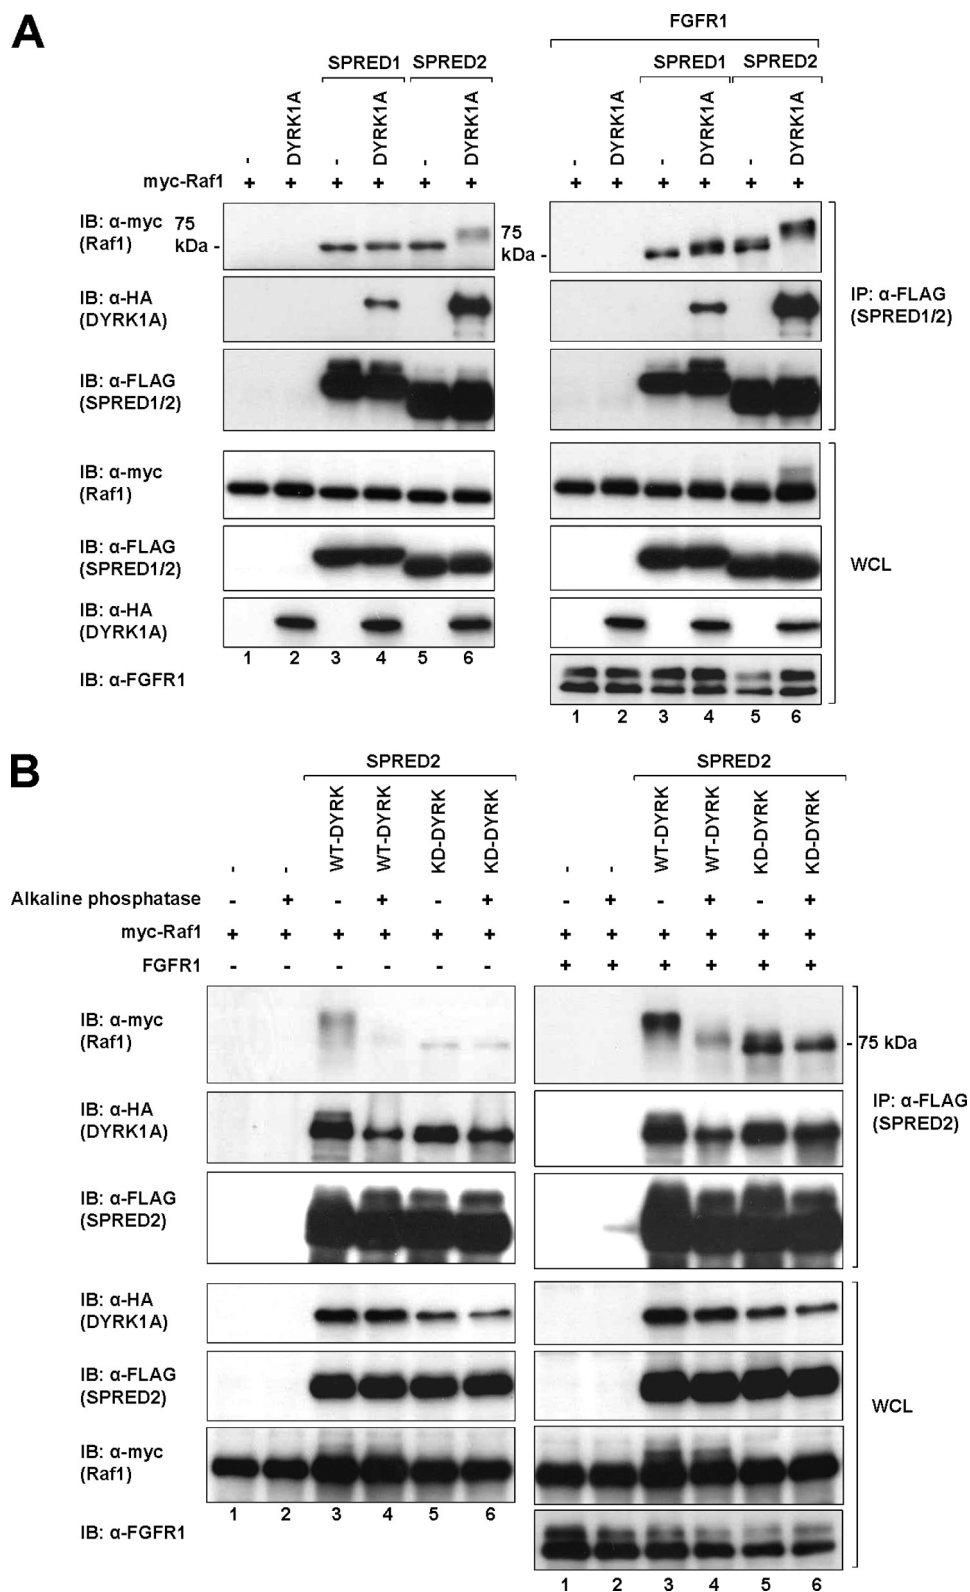 A
FGFR1
SPRED1 SPRED2 SPRED1 SPRED2
- DYRK1A - DYRK1A - DYRK1A - DYRK1A - DYRK1A - DYRK1A
myc-Raf1 + + + + + + + + + + + +
IB: α-myc
(Raf1)
75
kDa -
75
kDa -
IB: α-HA
(DYRK1A)
IP: α-FLAG
(SPRED1/2)
IB: α-FLAG
(SPRED1/2)
IB: α-myc
(Raf1)
IB: α-FLAG
(SPRED1/2)
WCL
IB: α-HA
(DYRK1A)
1 2 3 4 5 6
IB: α-FGFR1
1 2 3 4 5 6
B
SPRED2 SPRED2
- - WT-DYRK WT-DYRK KD-DYRK KD-DYRK - - WT-DYRK WT-DYRK KD-DYRK KD-DYRK
Alkaline phosphatase - + - + - + - + - + - +
myc-Raf1 + + + + + + + + + + + +
FGFR1 - - - - - - + + + + + +
IB: α-myc
(Raf1)
- 75 kDa
IB: α-HA
(DYRK1A)
IP: α-FLAG
(SPRED2)
IB: α-FLAG
(SPRED2)
IB: α-HA
(DYRK1A)
IB: α-FLAG
(SPRED2)
WCL
IB: α-myc
(Raf1)
1 2 3 4 5 6
IB: α-FGFR1
1 2 3 4 5 6